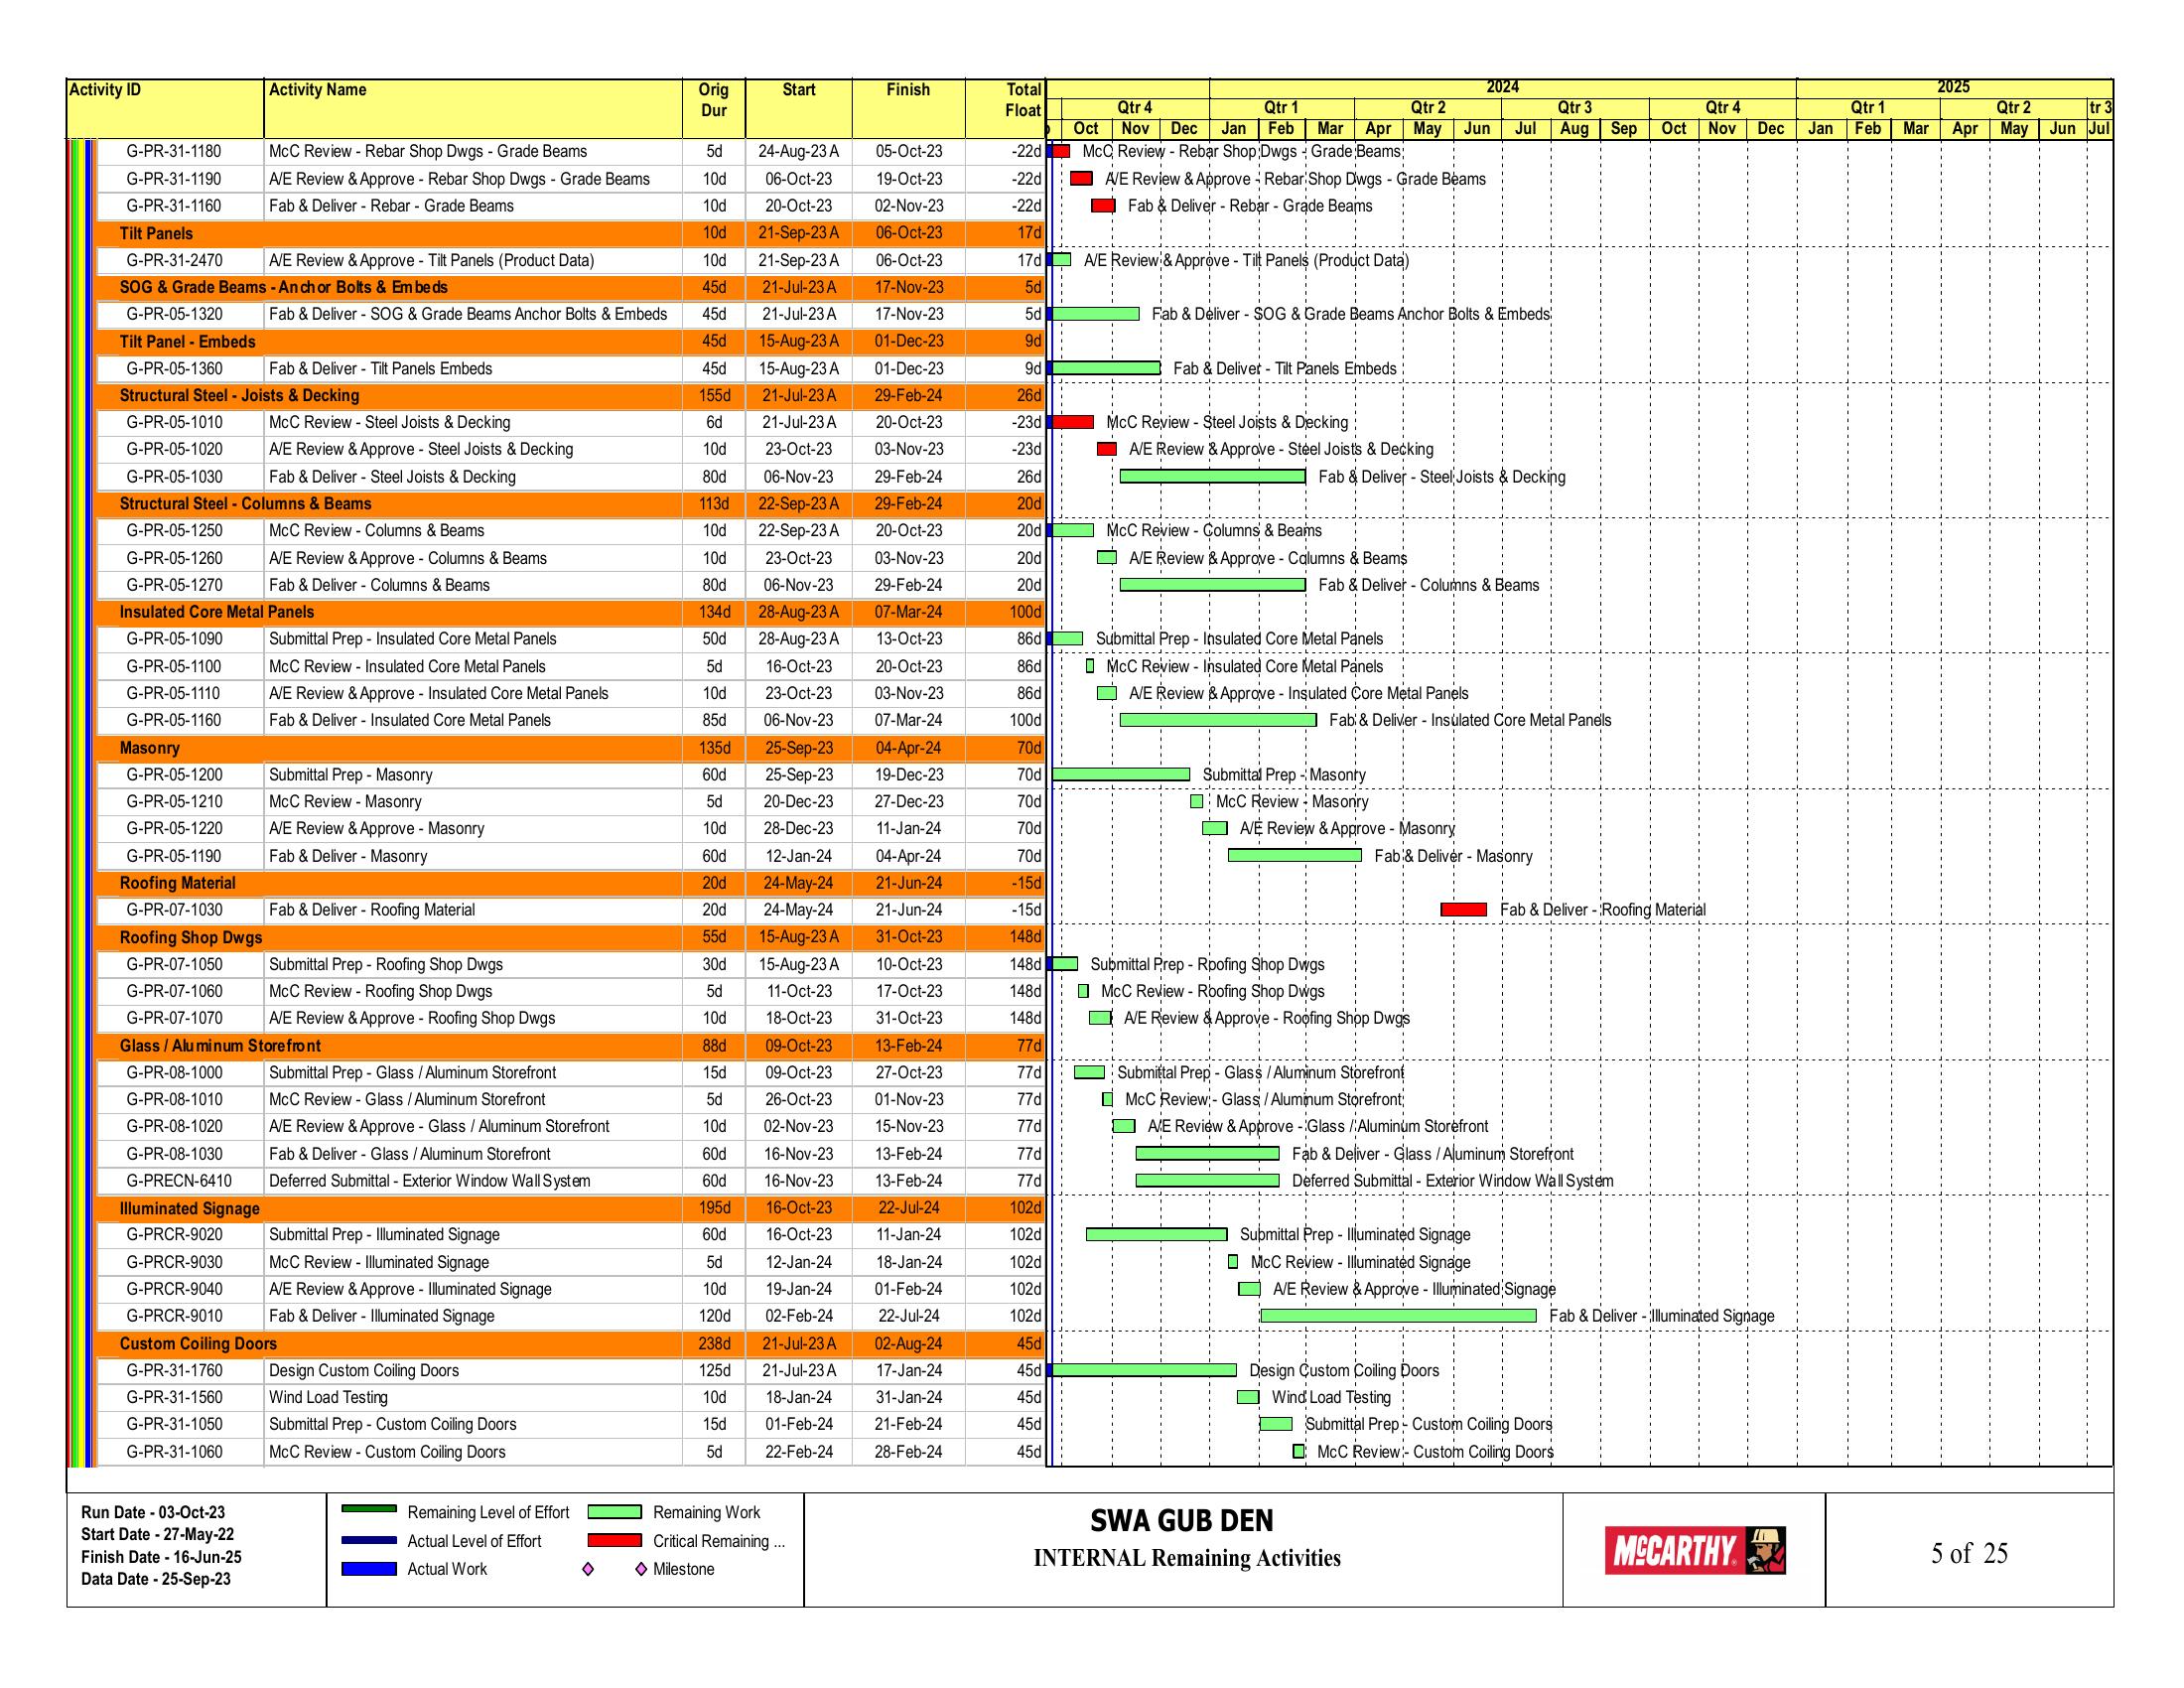 Activity ID Activity Name Orig Dur Start Finish Total Float
2024 2025
Qtr 4 Qtr 1 Qtr 2 Qtr 3 Qtr 4 Qtr 1 Qtr 2 tr 3
Oct Nov Dec Jan Feb Mar Apr May Jun Jul Aug Sep Oct Nov Dec Jan Feb Mar Apr May Jun Jul
G-PR-31-1180 McC Review - Rebar Shop Dwgs - Grade Beams 5d 24-Aug-23 A 05-Oct-23 -22d McC Review - Rebar Shop Dwgs - Grade Beams
G-PR-31-1190 A/E Review & Approve - Rebar Shop Dwgs - Grade Beams 10d 06-Oct-23 19-Oct-23 -22d A/E Review & Approve - Rebar Shop Dwgs - Grade Beams
G-PR-31-1160 Fab & Deliver - Rebar - Grade Beams 10d 20-Oct-23 02-Nov-23 -22d Fab & Deliver - Rebar - Grade Beams
Tilt Panels 10d 21-Sep-23 A 06-Oct-23 17d
G-PR-31-2470 A/E Review & Approve - Tilt Panels (Product Data) 10d 21-Sep-23 A 06-Oct-23 17d A/E Review & Approve - Tilt Panels (Product Data)
SOG & Grade Beams - Anchor Bolts & Embeds 45d 21-Jul-23 A 17-Nov-23 5d
G-PR-05-1320 Fab & Deliver - SOG & Grade Beams Anchor Bolts & Embeds 45d 21-Jul-23 A 17-Nov-23 5d Fab & Deliver - SOG & Grade Beams Anchor Bolts & Embeds
Tilt Panel - Embeds 45d 15-Aug-23 A 01-Dec-23 9d
G-PR-05-1360 Fab & Deliver - Tilt Panels Embeds 45d 15-Aug-23 A 01-Dec-23 9d Fab & Deliver - Tilt Panels Embeds
Structural Steel - Joists & Decking 155d 21-Jul-23 A 29-Feb-24 26d
G-PR-05-1010 McC Review - Steel Joists & Decking 6d 21-Jul-23 A 20-Oct-23 -23d McC Review - Steel Joists & Decking
G-PR-05-1020 A/E Review & Approve - Steel Joists & Decking 10d 23-Oct-23 03-Nov-23 -23d A/E Review & Approve - Steel Joists & Decking
G-PR-05-1030 Fab & Deliver - Steel Joists & Decking 80d 06-Nov-23 29-Feb-24 26d Fab & Deliver - Steel Joists & Decking
Structural Steel - Columns & Beams 113d 22-Sep-23 A 29-Feb-24 20d
G-PR-05-1250 McC Review - Columns & Beams 10d 22-Sep-23 A 20-Oct-23 20d McC Review - Columns & Beams
G-PR-05-1260 A/E Review & Approve - Columns & Beams 10d 23-Oct-23 03-Nov-23 20d A/E Review & Approve - Columns & Beams
G-PR-05-1270 Fab & Deliver - Columns & Beams 80d 06-Nov-23 29-Feb-24 20d Fab & Deliver - Columns & Beams
Insulated Core Metal Panels 134d 28-Aug-23 A 07-Mar-24 100d
G-PR-05-1090 Submittal Prep - Insulated Core Metal Panels 50d 28-Aug-23 A 13-Oct-23 86d Submittal Prep - Insulated Core Metal Panels
G-PR-05-1100 McC Review - Insulated Core Metal Panels 5d 16-Oct-23 20-Oct-23 86d McC Review - Insulated Core Metal Panels
G-PR-05-1110 A/E Review & Approve - Insulated Core Metal Panels 10d 23-Oct-23 03-Nov-23 86d A/E Review & Approve - Insulated Core Metal Panels
G-PR-05-1160 Fab & Deliver - Insulated Core Metal Panels 85d 06-Nov-23 07-Mar-24 100d Fab & Deliver - Insulated Core Metal Panels
Masonry 135d 25-Sep-23 04-Apr-24 70d
G-PR-05-1200 Submittal Prep - Masonry 60d 25-Sep-23 19-Dec-23 70d Submittal Prep - Masonry
G-PR-05-1210 McC Review - Masonry 5d 20-Dec-23 27-Dec-23 70d McC Review - Masonry
G-PR-05-1220 A/E Review & Approve - Masonry 10d 28-Dec-23 11-Jan-24 70d A/E Review & Approve - Masonry
G-PR-05-1190 Fab & Deliver - Masonry 60d 12-Jan-24 04-Apr-24 70d Fab & Deliver - Masonry
Roofing Material 20d 24-May-24 21-Jun-24 -15d
G-PR-07-1030 Fab & Deliver - Roofing Material 20d 24-May-24 21-Jun-24 -15d Fab & Deliver - Roofing Material
Roofing Shop Dwgs 55d 15-Aug-23 A 31-Oct-23 148d
G-PR-07-1050 Submittal Prep - Roofing Shop Dwgs 30d 15-Aug-23 A 10-Oct-23 148d Submittal Prep - Roofing Shop Dwgs
G-PR-07-1060 McC Review - Roofing Shop Dwgs 5d 11-Oct-23 17-Oct-23 148d McC Review - Roofing Shop Dwgs
G-PR-07-1070 A/E Review & Approve - Roofing Shop Dwgs 10d 18-Oct-23 31-Oct-23 148d A/E Review & Approve - Roofing Shop Dwgs
Glass / Aluminum Storefront 88d 09-Oct-23 13-Feb-24 77d
G-PR-08-1000 Submittal Prep - Glass / Aluminum Storefront 15d 09-Oct-23 27-Oct-23 77d Submittal Prep - Glass / Aluminum Storefront
G-PR-08-1010 McC Review - Glass / Aluminum Storefront 5d 26-Oct-23 01-Nov-23 77d McC Review - Glass / Aluminum Storefront
G-PR-08-1020 A/E Review & Approve - Glass / Aluminum Storefront 10d 02-Nov-23 15-Nov-23 77d A/E Review & Approve - Glass / Aluminum Storefront
G-PR-08-1030 Fab & Deliver - Glass / Aluminum Storefront 60d 16-Nov-23 13-Feb-24 77d Fab & Deliver - Glass / Aluminum Storefront
G-PRECN-6410 Deferred Submittal - Exterior Window Wall System 60d 16-Nov-23 13-Feb-24 77d Deferred Submittal - Exterior Window Wall System
Illuminated Signage 195d 16-Oct-23 22-Jul-24 102d
G-PRCR-9020 Submittal Prep - Illuminated Signage 60d 16-Oct-23 11-Jan-24 102d Submittal Prep - Illuminated Signage
G-PRCR-9030 McC Review - Illuminated Signage 5d 12-Jan-24 18-Jan-24 102d McC Review - Illuminated Signage
G-PRCR-9040 A/E Review & Approve - Illuminated Signage 10d 19-Jan-24 01-Feb-24 102d A/E Review & Approve - Illuminated Signage
G-PRCR-9010 Fab & Deliver - Illuminated Signage 120d 02-Feb-24 22-Jul-24 102d Fab & Deliver - Illuminated Signage
Custom Coiling Doors 238d 21-Jul-23 A 02-Aug-24 45d
G-PR-31-1760 Design Custom Coiling Doors 125d 21-Jul-23 A 17-Jan-24 45d Design Custom Coiling Doors
G-PR-31-1560 Wind Load Testing 10d 18-Jan-24 31-Jan-24 45d Wind Load Testing
G-PR-31-1050 Submittal Prep - Custom Coiling Doors 15d 01-Feb-24 21-Feb-24 45d Submittal Prep - Custom Coiling Doors
G-PR-31-1060 McC Review - Custom Coiling Doors 5d 22-Feb-24 28-Feb-24 45d McC Review - Custom Coiling Doors
Run Date - 03-Oct-23
Start Date - 27-May-22
Finish Date - 16-Jun-25
Data Date - 25-Sep-23
Remaining Level of Effort Remaining Work
Actual Level of Effort Critical Remaining ...
Actual Work Milestone
SWA GUB DEN
INTERNAL Remaining Activities
McCARTHY
5 of 25